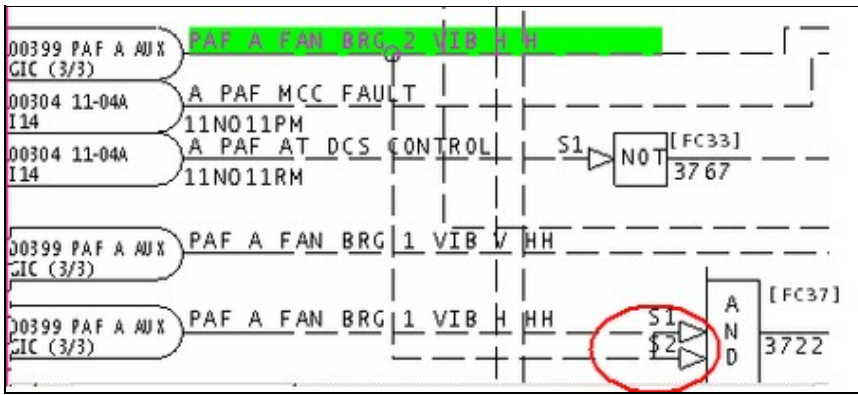 00399 PAF A AUX
GIC (3/3)
PAF A FAN BRG 2 VIB H H
00304 11-04A
I14
A PAF MCC FAULT
11NO11PM
00304 11-04A
I14
A PAF AT DCS CONTROL
11NO11RM
S1
NOT
[FC33]
3767
00399 PAF A AUX
GIC (3/3)
PAF A FAN BRG 1 VIB V HH
00399 PAF A AUX
GIC (3/3)
PAF A FAN BRG 1 VIB H HH
S1
S2
AND
[FC37]
3722